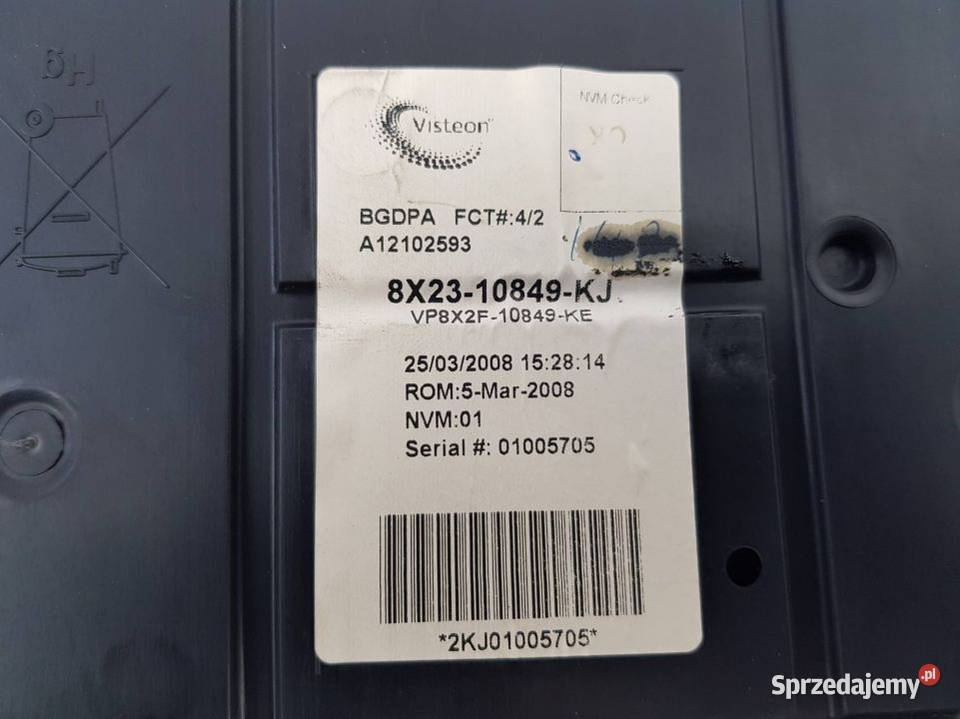 Hg
Visteon
NVM Check
BGDPA FCT#:4/2
A12102593
8X23-10849-KJ
VP8X2F-10849-KE
25/03/2008 15:28:14
ROM:5-Mar-2008
NVM:01
Serial #: 01005705
*2KJ01005705*
Sprzedajemy.pl